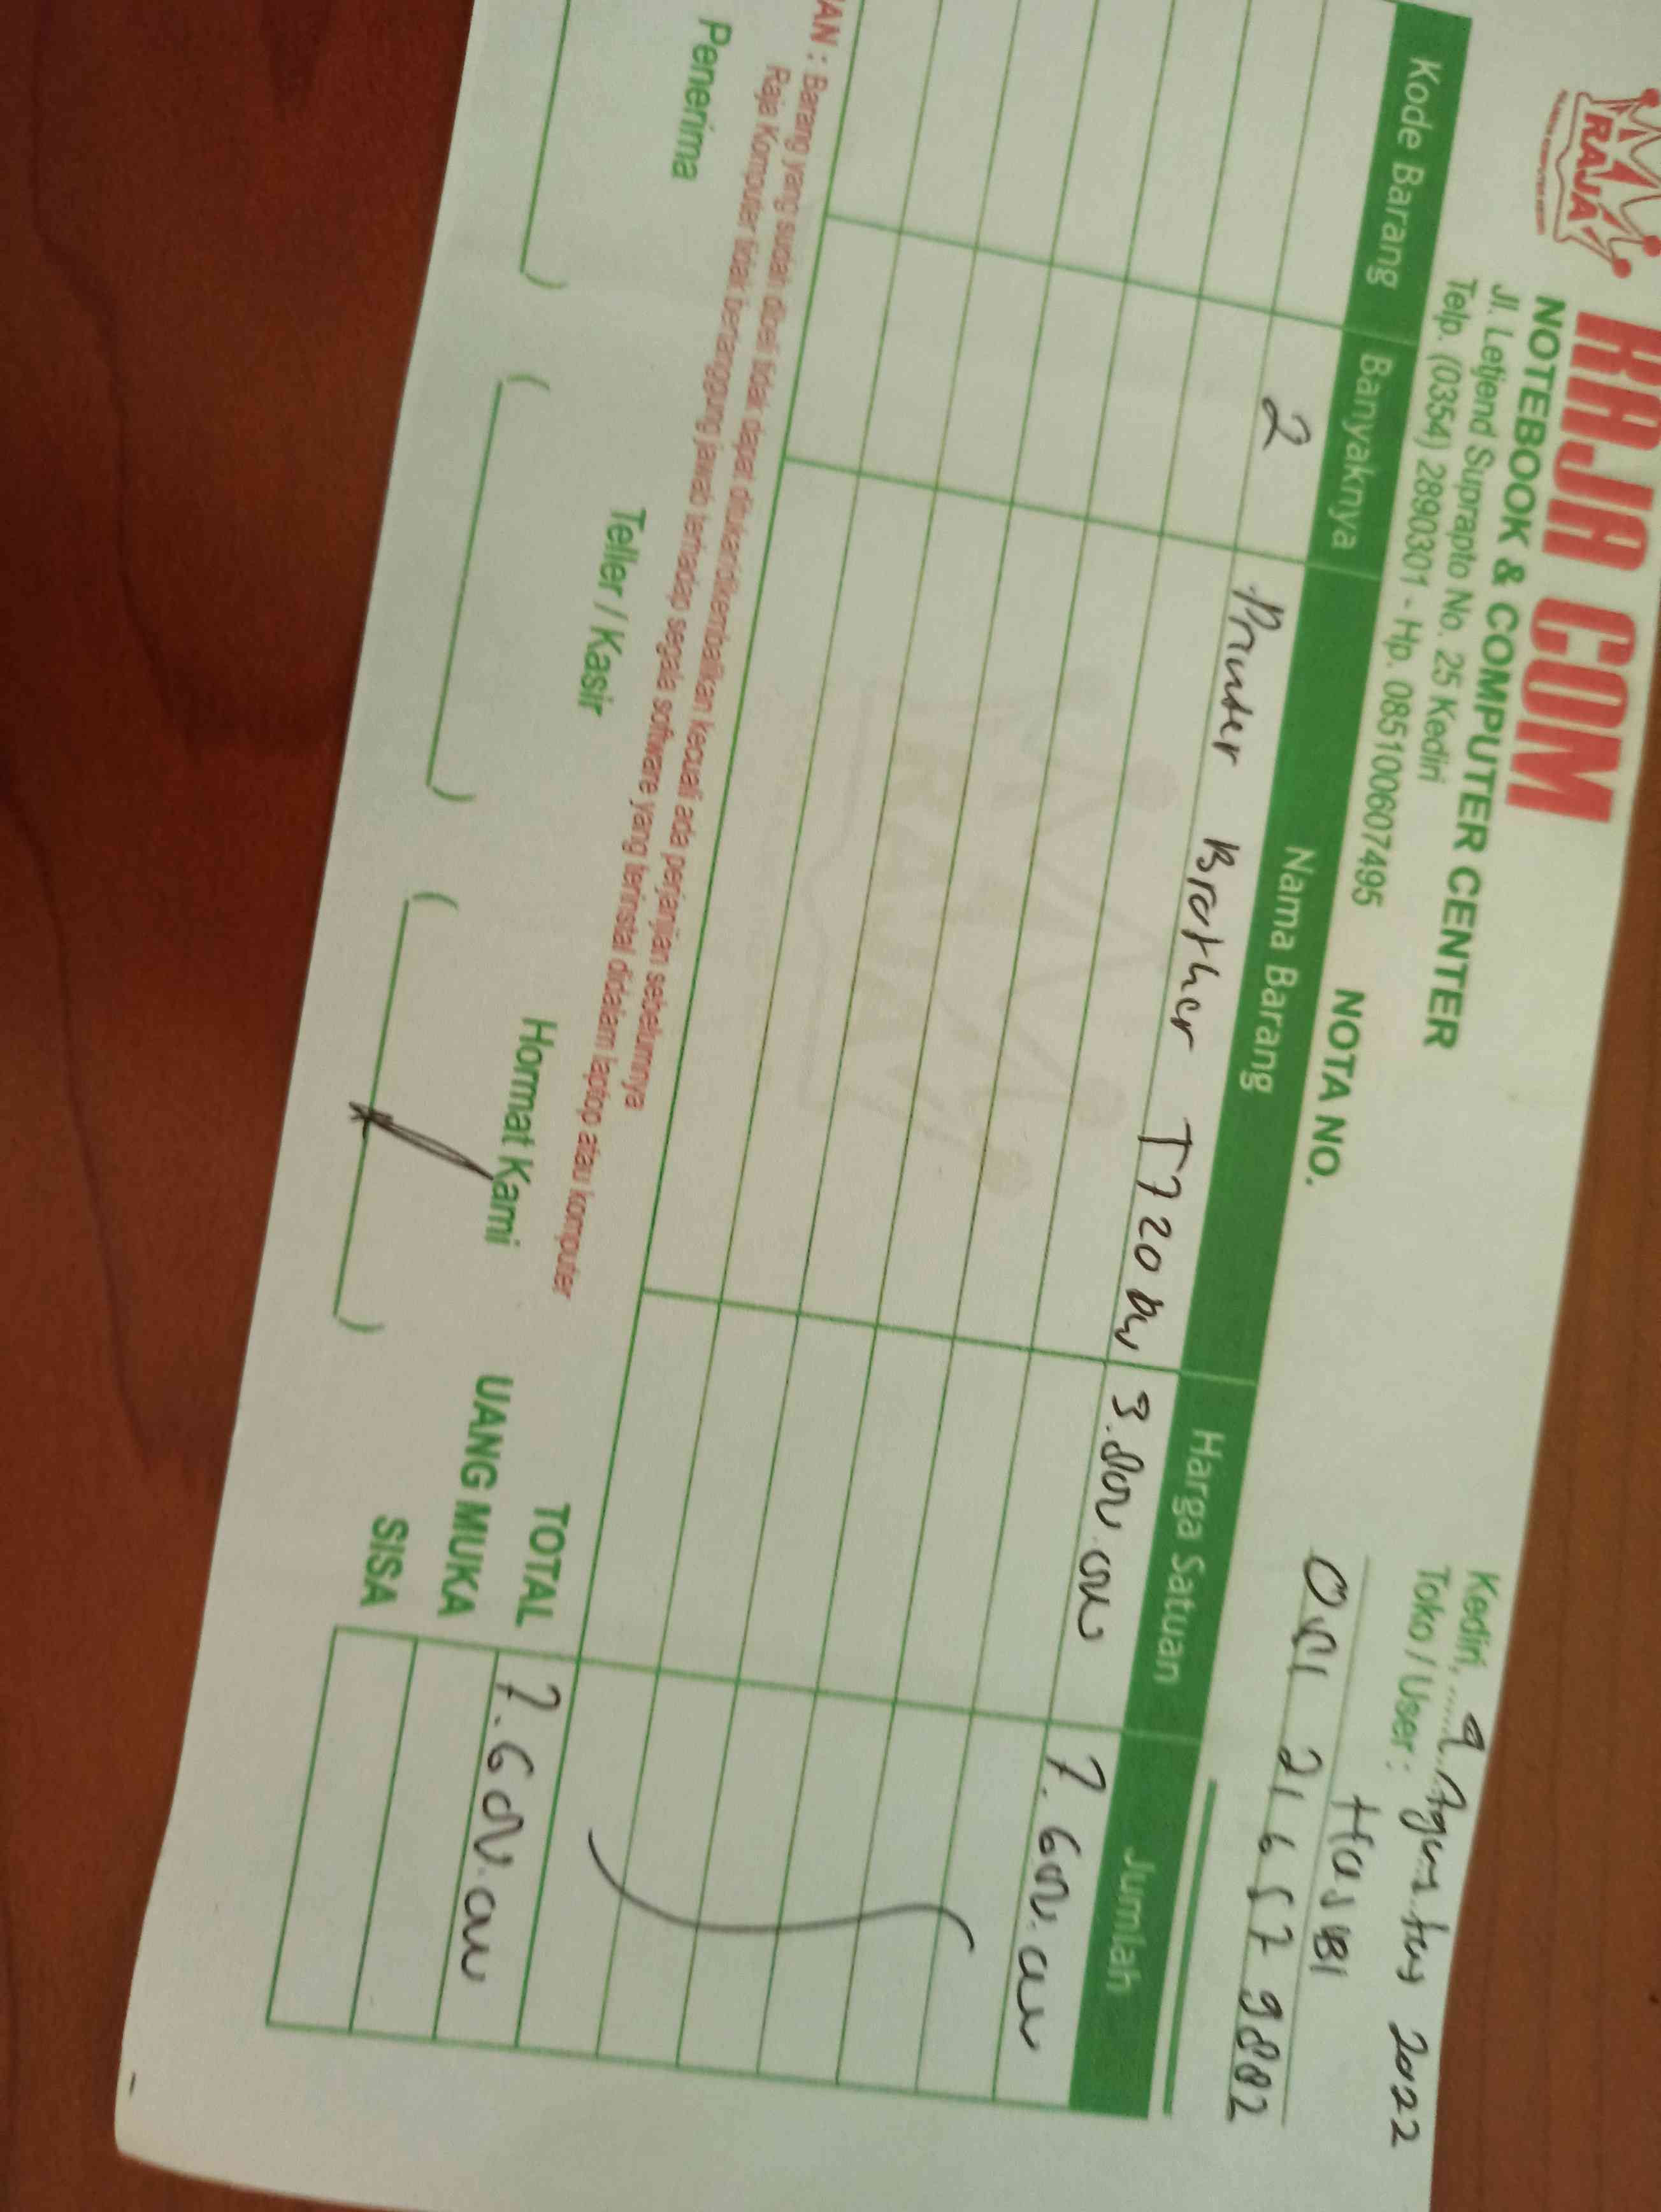 RAJA
RAJA COM
NOTEBOOK & COMPUTER CENTER
Jl. Letjend Suprapto No. 25 Kediri
Telp. (0354) 2890301 - Hp. 085100607495
NOTA NO.
Kediri, 9 Agustus 2022
Toko / User :
Hasubi
Kode Barang Banyaknya Nama Barang Harga Satuan Jumlah
2 Printer Brother T720 DW 3.800.000 7.600.000
TOTAL 7.600.000
UANG MUKA
SISA
AN : Barang yang sudah dibeli tidak dapat ditukar/dikembalikan kecuali ada perjanjian sebelumnya
Raja Komputer tidak bertanggung jawab terhadap segala software yang terinstal didalam laptop atau komputer
Penerima Teller / Kasir Hormat Kami